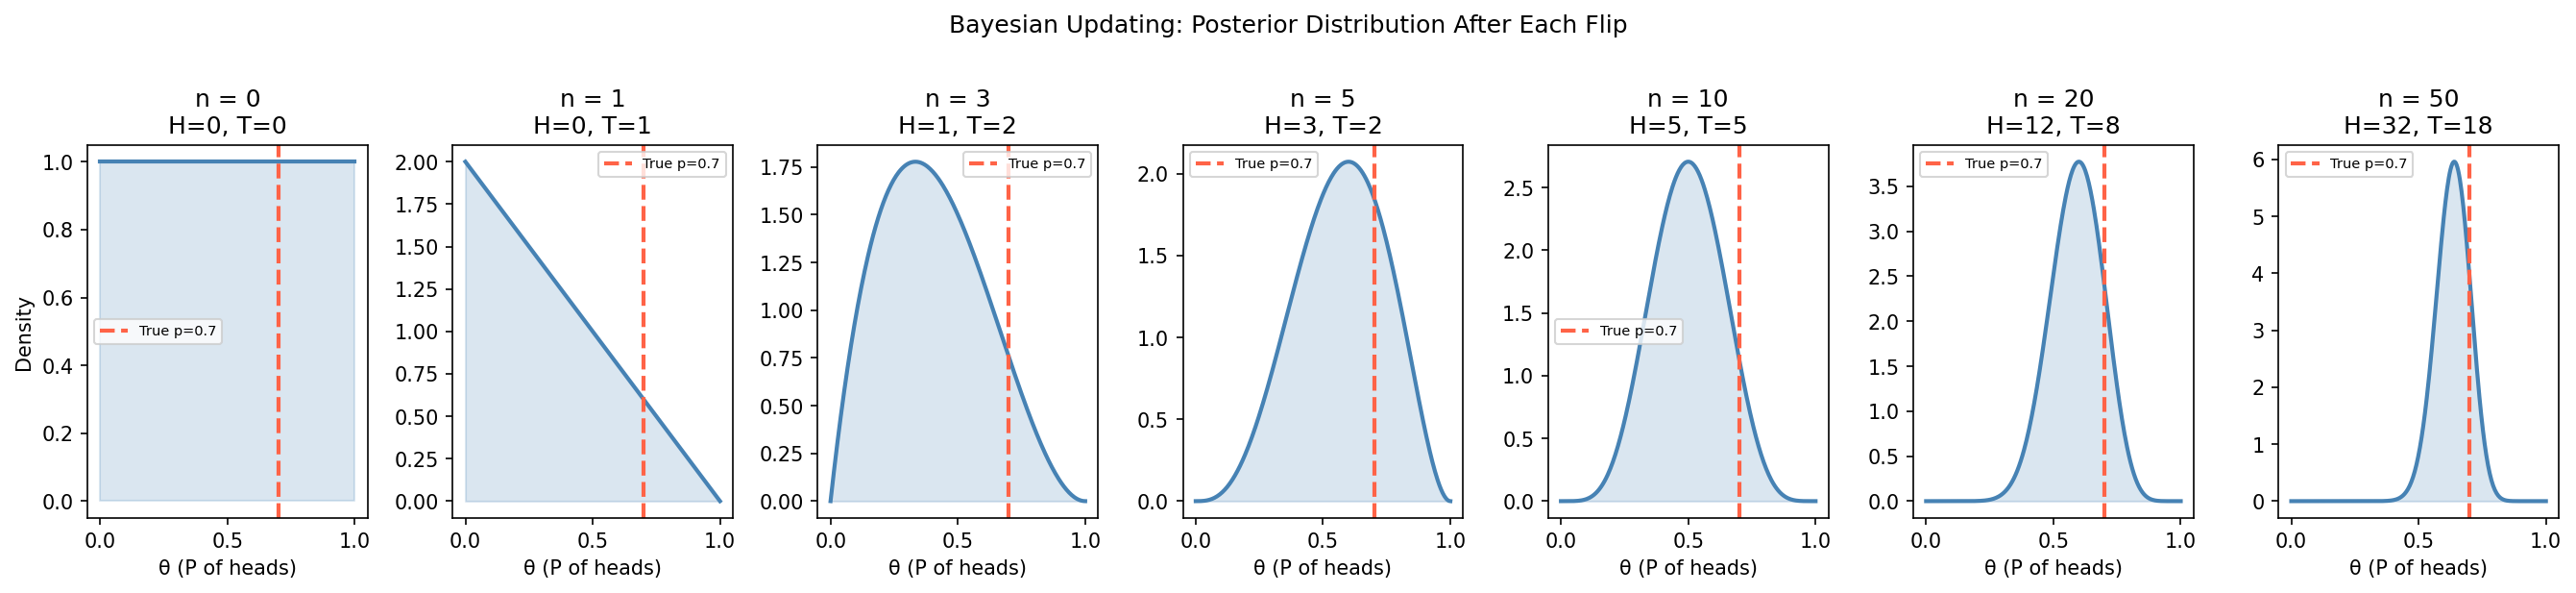 Bayesian Updating: Posterior Distribution After Each Flip
n = 0
H=0, T=0
Density
1.0
0.8
0.6
0.4
0.2
0.0
True p=0.7
0.0 0.5 1.0
θ (P of heads)
n = 1
H=0, T=1
2.00
1.75
1.50
1.25
1.00
0.75
0.50
0.25
0.00
True p=0.7
0.0 0.5 1.0
θ (P of heads)
n = 3
H=1, T=2
1.75
1.50
1.25
1.00
0.75
0.50
0.25
0.00
True p=0.7
0.0 0.5 1.0
θ (P of heads)
n = 5
H=3, T=2
2.0
1.5
1.0
0.5
0.0
True p=0.7
0.0 0.5 1.0
θ (P of heads)
n = 10
H=5, T=5
2.5
2.0
1.5
1.0
0.5
0.0
True p=0.7
0.0 0.5 1.0
θ (P of heads)
n = 20
H=12, T=8
3.5
3.0
2.5
2.0
1.5
1.0
0.5
0.0
True p=0.7
0.0 0.5 1.0
θ (P of heads)
n = 50
H=32, T=18
6
5
4
3
2
1
0
True p=0.7
0.0 0.5 1.0
θ (P of heads)